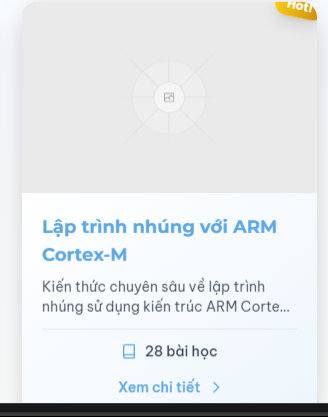 Hot!
Lập trình nhúng với ARM
Cortex-M
Kiến thức chuyên sâu về lập trình
nhúng sử dụng kiến trúc ARM Corte...
28 bài học
Xem chi tiết